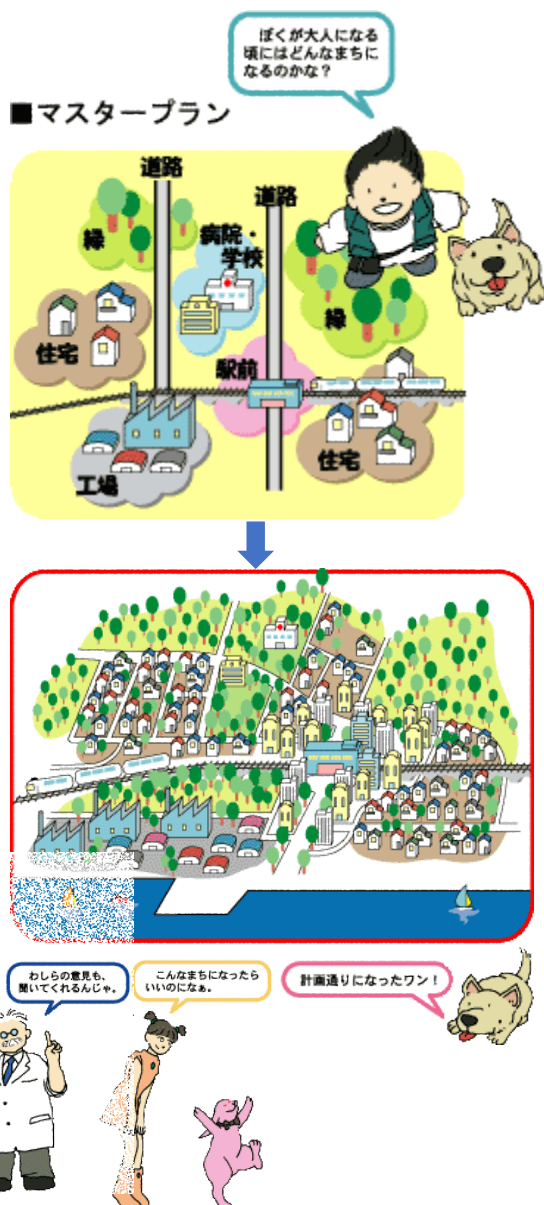 ぼくが大人になる
頃にはどんなまちに
なるのかな？
■マスタープラン
道路
道路
緑
病院・
学校
緑
住宅
駅前
住宅
工場
わしらの意見も、
聞いてくれるんじゃ。
こんなまちになったら
いいのになぁ。
計画通りになったワン！